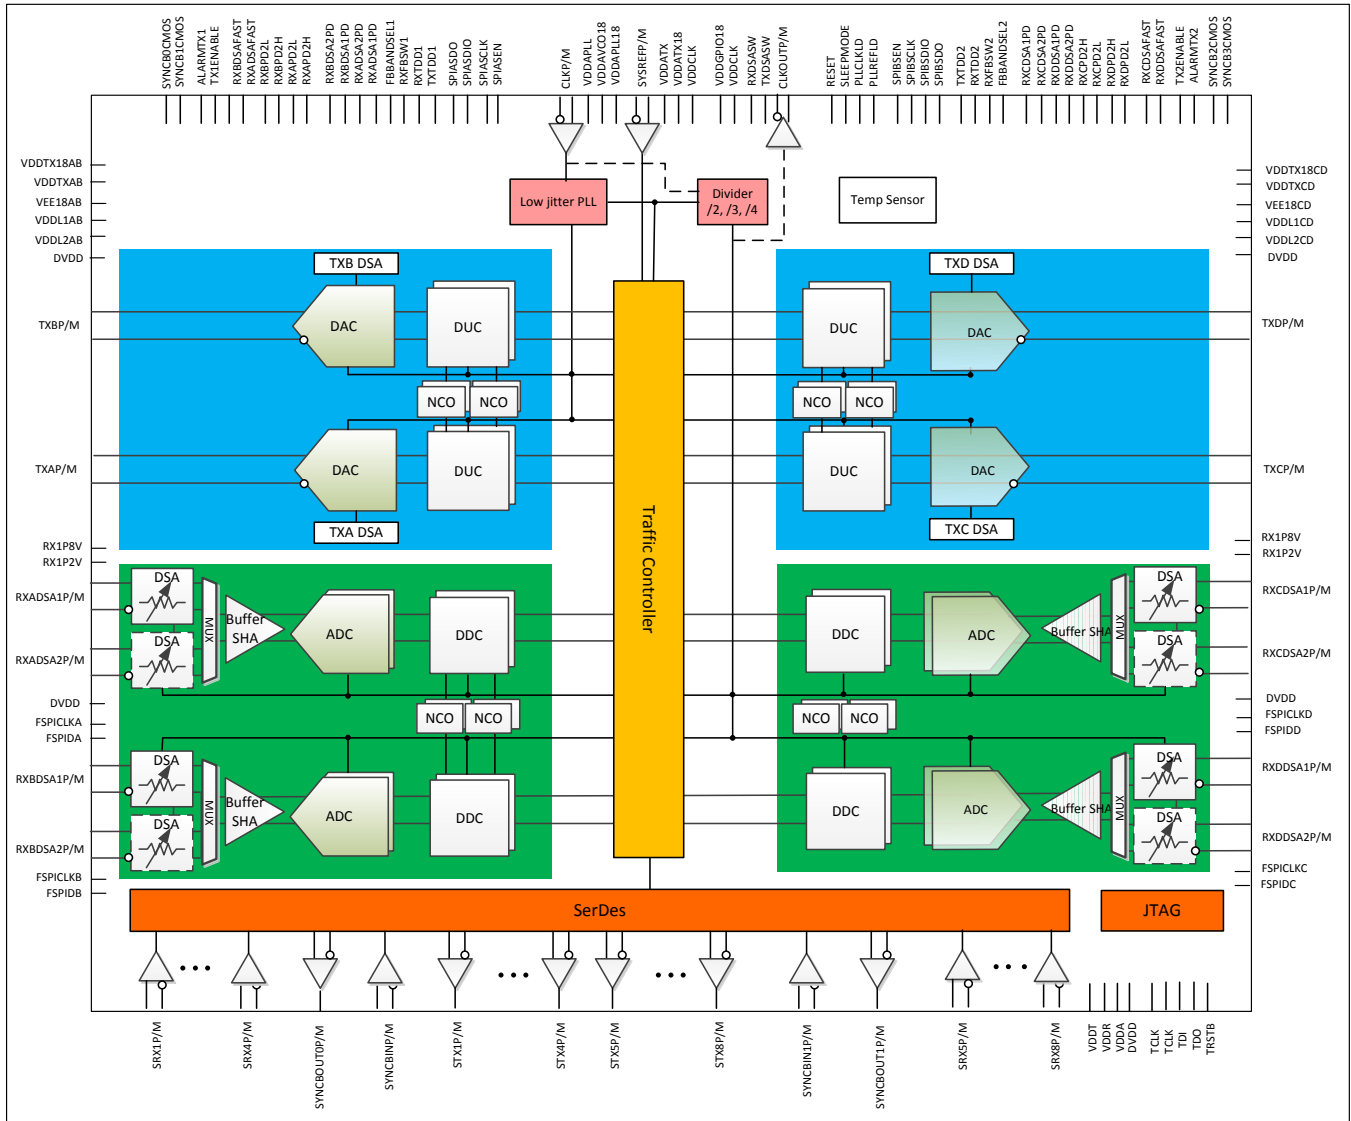 SYNCB0CMOS
SYNCB1CMOS
ALARMTX1
TX1ENABLE
RXBDSAFAST
RXADSAFAST
RXBPD2L
RXBPD2H
RXAPD2L
RXAPD2H
RXBDSA2PD
RXBDSA1PD
RXADSA2PD
RXADSA1PD
FBBANDSEL1
RXFBSW1
RXTDD1
TXTDD1
SPIASDO
SPIASDIO
SPIASCLK
SPIASEN
CLKP/M
VDDAPLL
VDDAVCO18
VDDAPLL18
SYSREFP/M
VDDATX
VDDATX18
VDDCLK
VDDGPIO18
VDDCLK
RXDSASW
TXDSASW
CLKOUTP/M
RESET
SLEEPMODE
PLLCLKLD
PLLREFLD
SPIBSEN
SPIBSCLK
SPIBSDIO
SPIBSDO
TXTDD2
RXTDD2
RXFBSW2
FBBANDSEL2
RXCDSA1PD
RXCDSA2PD
RXDDSA1PD
RXDDSA2PD
RXCPD2H
RXCPD2L
RXDPD2H
RXDPD2L
RXCDSAFAST
RXDDSAFAST
TX2ENABLE
ALARMTX2
SYNCB2CMOS
SYNCB3CMOS
VDDTX18AB
VDDTXAB
VEE18AB
VDDL1AB
VDDL2AB
DVDD
Low jitter PLL
Divider
/2, /3, /4
Temp Sensor
VDDTX18CD
VDDTXCD
VEE18CD
VDDL1CD
VDDL2CD
DVDD
TXB DSA
TXD DSA
TXBP/M
DAC
DUC
DUC
DAC
TXDP/M
NCO
NCO
NCO
NCO
TXAP/M
DAC
DUC
DUC
DAC
TXCP/M
TXA DSA
TXC DSA
Traffic Controller
RX1P8V
RX1P2V
RX1P8V
RX1P2V
RXADSA1P/M
DSA
DSA
RXCDSA1P/M
MUX
Buffer
SHA
ADC
DDC
DDC
ADC
Buffer SHA
MUX
RXADSA2P/M
DSA
DSA
RXCDSA2P/M
DVDD
FSPICLKA
FSPIDA
NCO
NCO
NCO
NCO
DVDD
FSPICLKD
FSPIDD
RXBDSA1P/M
DSA
DSA
RXDDSA1P/M
MUX
Buffer
SHA
ADC
DDC
DDC
ADC
Buffer SHA
MUX
RXBDSA2P/M
DSA
DSA
RXDDSA2P/M
FSPICLKB
FSPIDB
FSPICLKC
FSPIDC
SerDes
JTAG
SRX1P/M
SRX4P/M
SYNCBOUT0P/M
SYNCBINP/M
STX1P/M
STX4P/M
STX5P/M
STX8P/M
SYNCBIN1P/M
SYNCBOUT1P/M
SRX5P/M
SRX8P/M
VDDT
VDDR
VDDA
DVDD
TCLK
TCLK
TDI
TDO
TRSTB